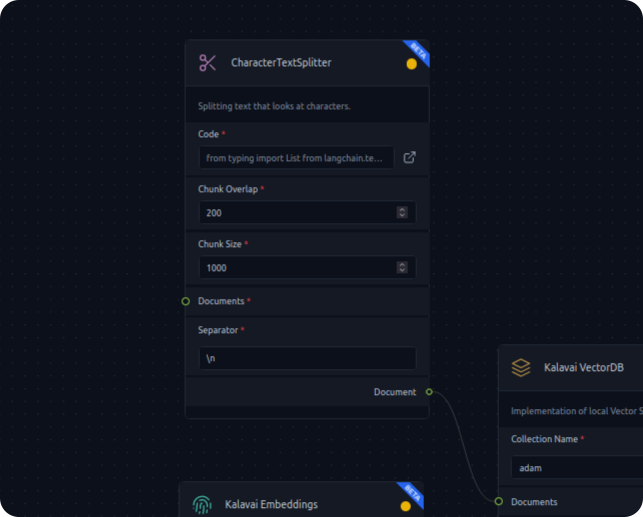 BETA
CharacterTextSplitter
Splitting text that looks at characters.
Code *
from typing import List from langchain.te...
Chunk Overlap *
200
Chunk Size *
1000
Documents *
Separator *
\n
Document
Kalavai VectorDB
Implementation of local Vector S
Collection Name *
adam
Documents
BETA
Kalavai Embeddings